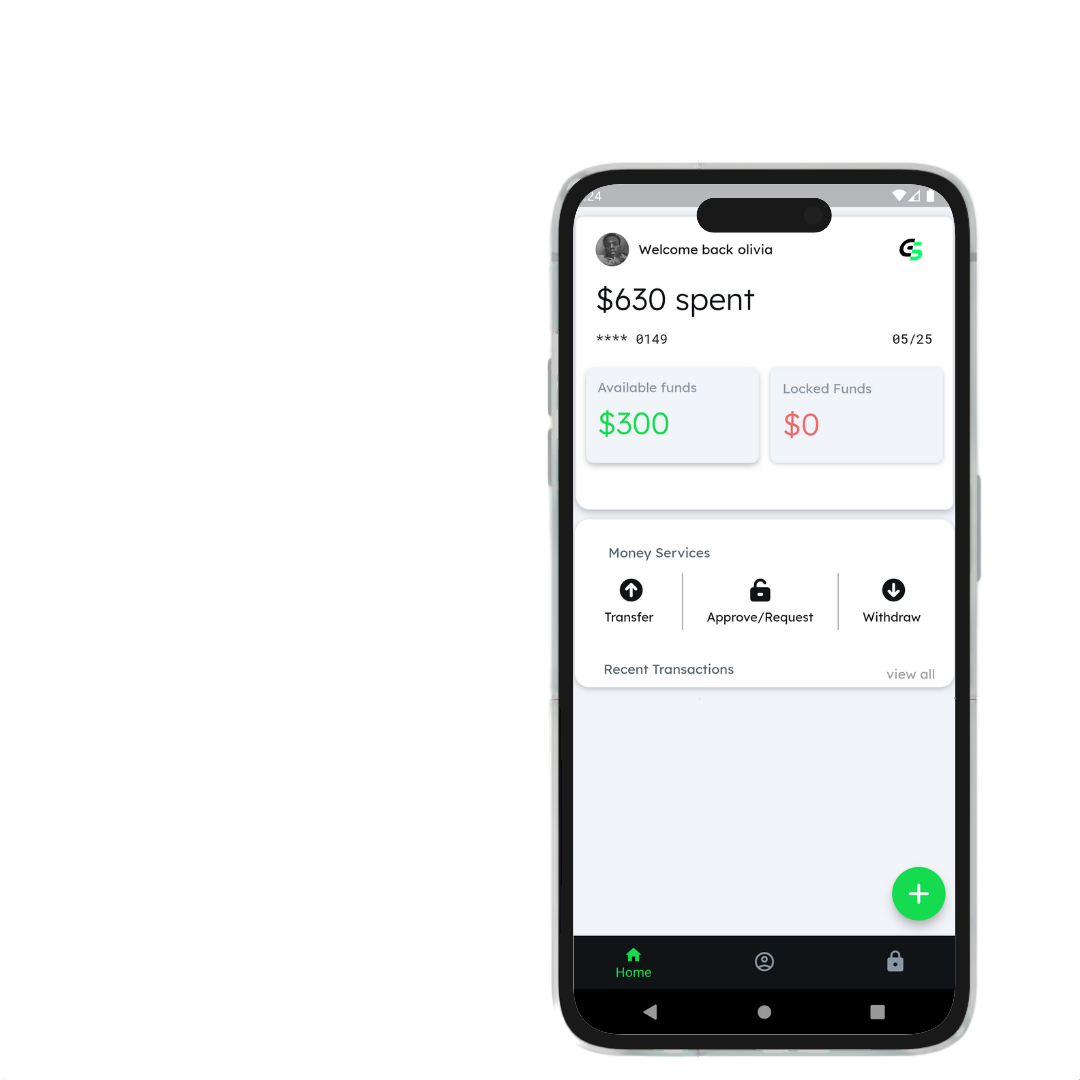 24
Welcome back olivia
$630 spent
**** 0149 05/25
Available funds
$300
Locked Funds
$0
Money Services
Transfer
Approve/Request
Withdraw
Recent Transactions
view all
Home